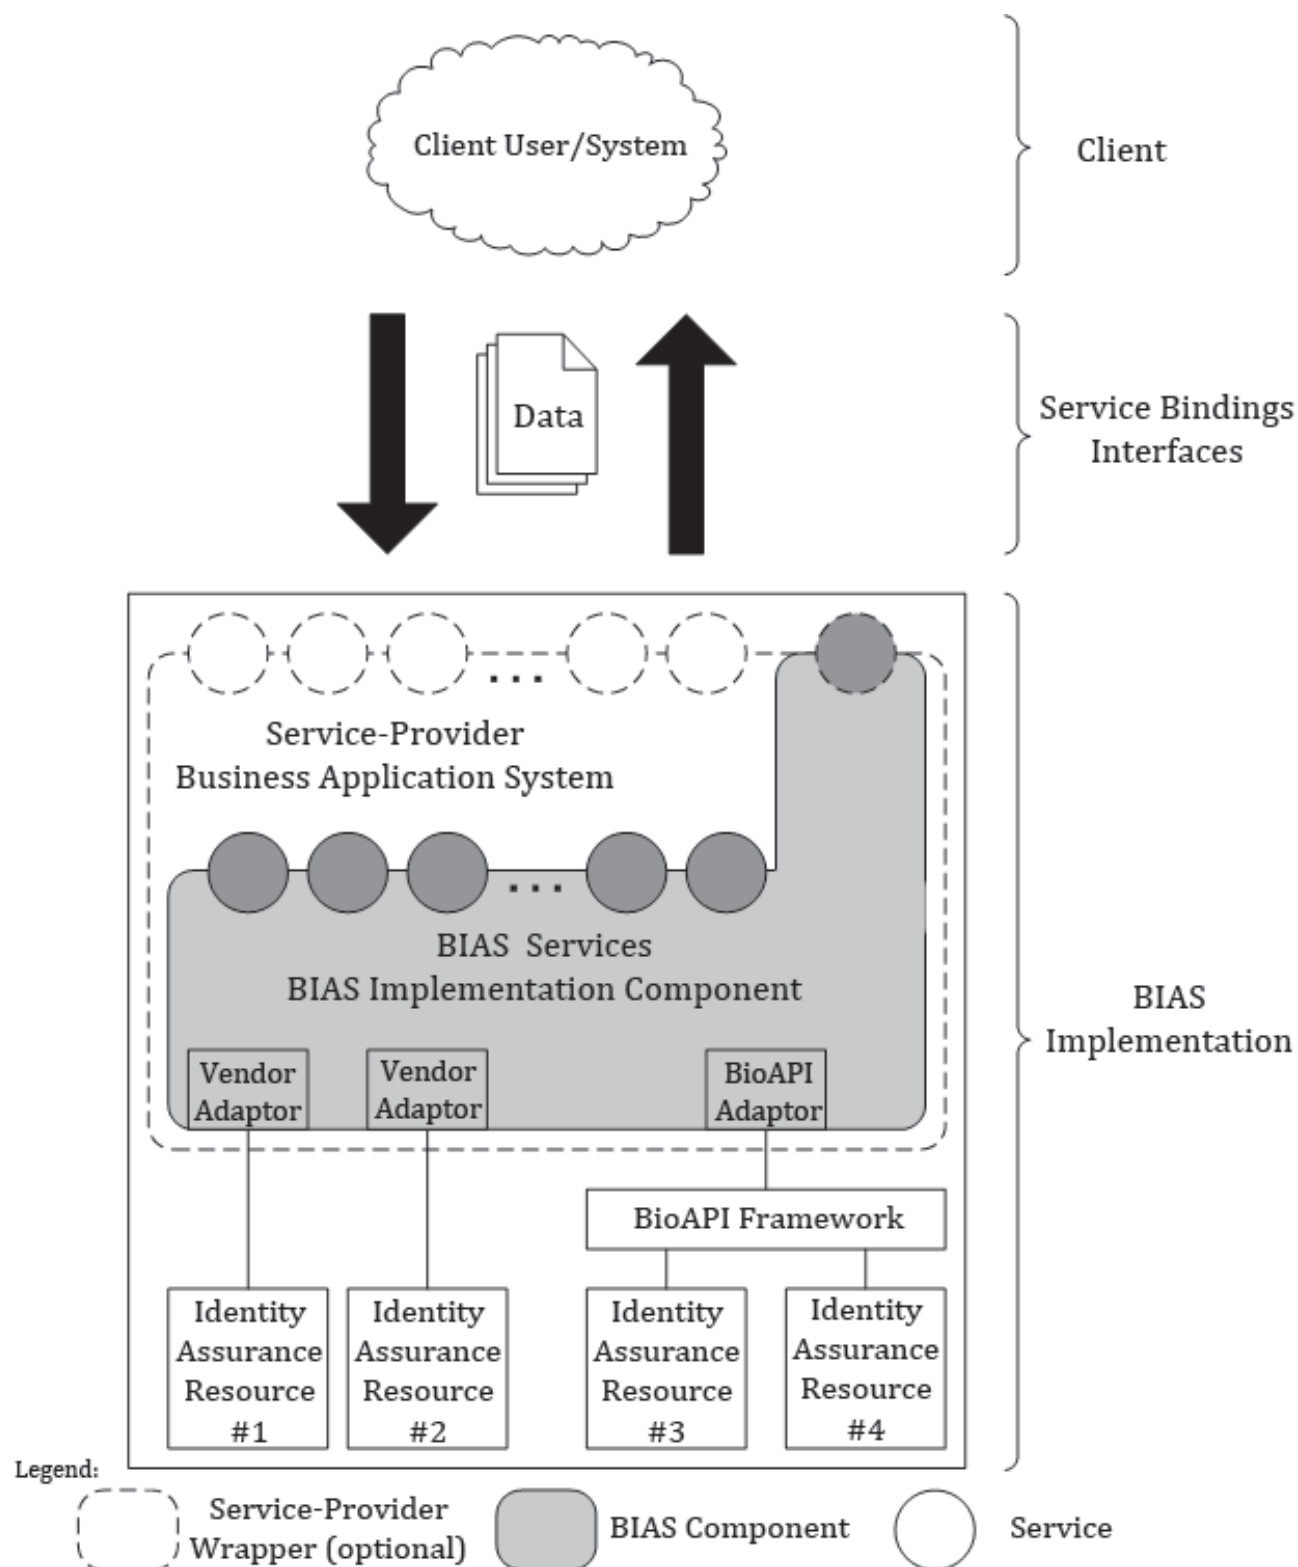 Client User/System
Client
Data
Service Bindings
Interfaces
...
Service-Provider
Business Application System
...
BIAS Services
BIAS Implementation Component
BIAS
Implementation
Vendor
Adaptor
Vendor
Adaptor
BioAPI
Adaptor
BioAPI Framework
Identity
Assurance
Resource
#1
Identity
Assurance
Resource
#2
Identity
Assurance
Resource
#3
Identity
Assurance
Resource
#4
Legend:
Service-Provider
Wrapper (optional)
BIAS Component
Service